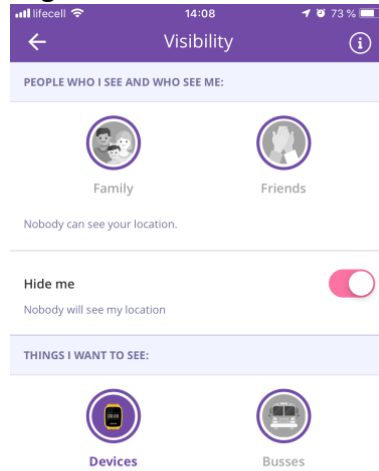 lifecell 14:08 73 %
Visibility
PEOPLE WHO I SEE AND WHO SEE ME:
Family Friends
Nobody can see your location.
Hide me
Nobody will see my location
THINGS I WANT TO SEE:
Devices Busses